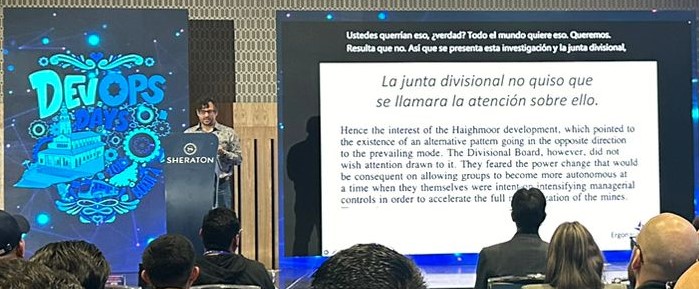 DEVOPS
DAYS
SHERATON
Ustedes querrían eso, ¿verdad? Todo el mundo quiere eso. Queremos.
Resulta que no. Así que se presenta esta investigación y la junta divisional,
La junta divisional no quiso que
se llamara la atención sobre ello.
Hence the interest of the Haighmoor development, which pointed to
the existence of an alternative pattern going in the opposite direction
to the prevailing mode. The Divisional Board, however, did not
wish attention drawn to it. They feared the power change that would
be consequent on allowing groups to become more autonomous at
a time when they themselves were intent on intensifying managerial
controls in order to accelerate the full of the mines.